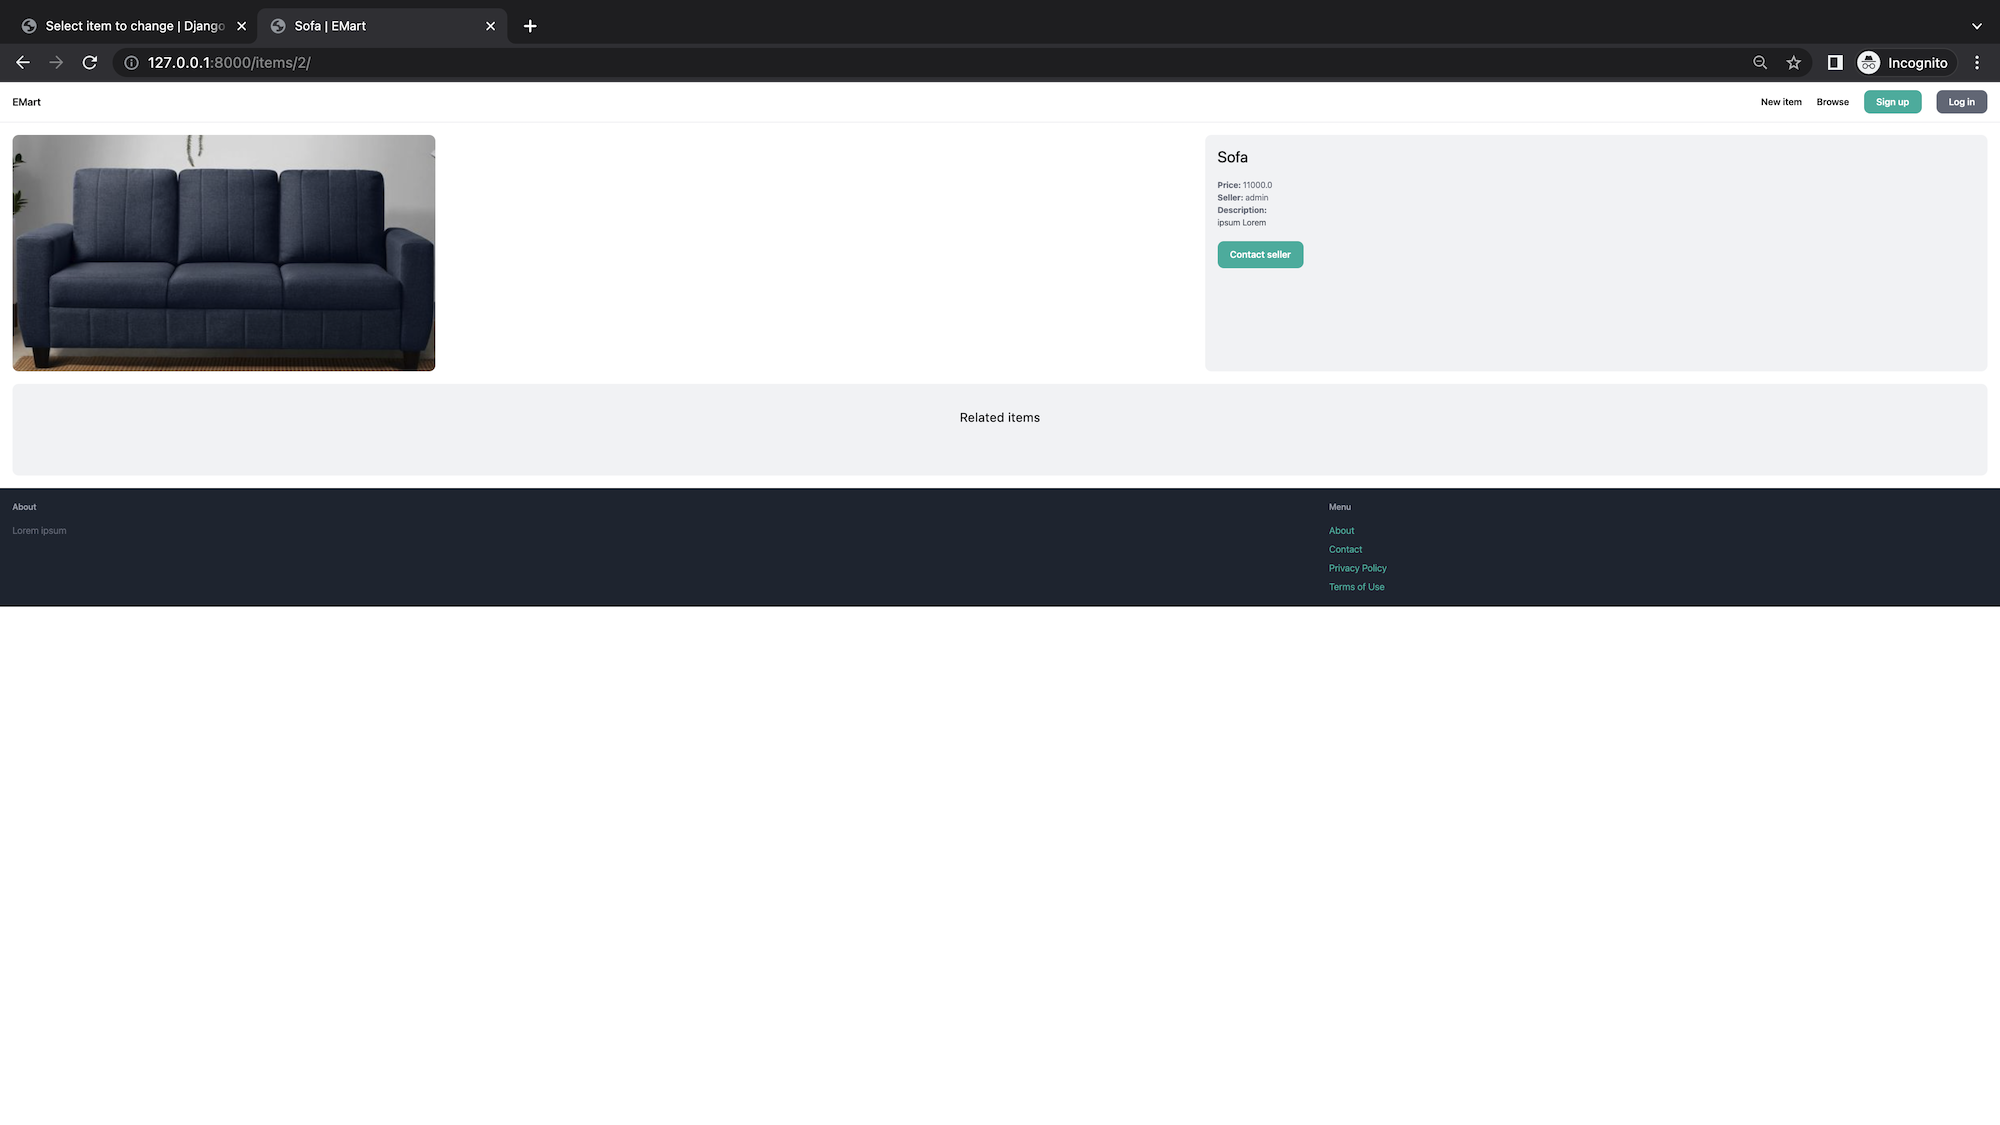 Select item to change | Django
Sofa | EMart
127.0.0.1:8000/items/2/
Incognito
EMart
New item
Browse
Sign up
Log in
Sofa
Price: 11000.0
Seller: admin
Description:
ipsum Lorem
Contact seller
Related items
About
Lorem ipsum
Menu
About
Contact
Privacy Policy
Terms of Use